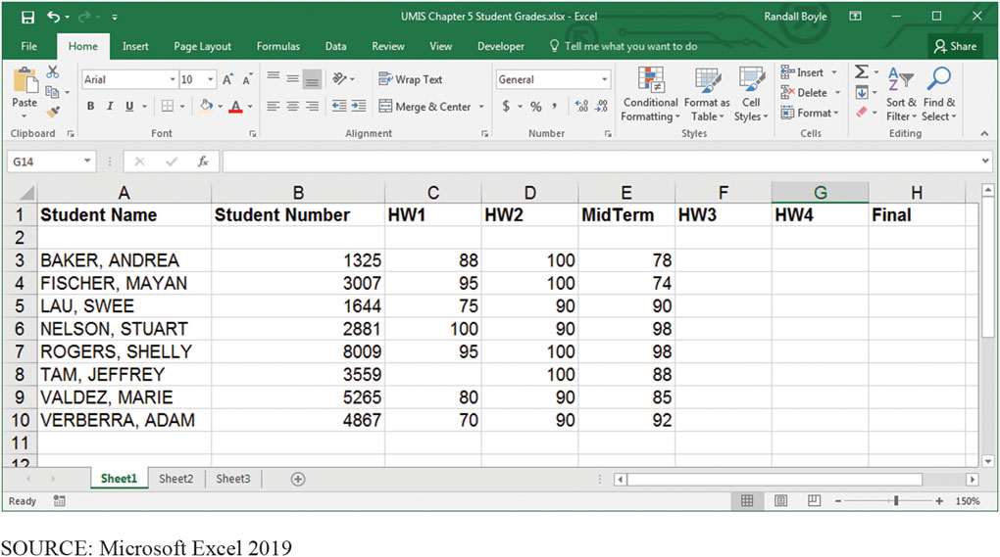 UMIS Chapter 5 Student Grades.xlsx - Excel Randall Boyle
File Home Insert Page Layout Formulas Data Review View Developer Tell me what you want to do Share
Paste Arial 10 A A Wrap Text General Conditional Formatting Format as Table Cell Styles Insert Delete Format Sort & Filter Find & Select
B I U A Merge & Center $ % ,
Clipboard Font Alignment Number Styles Cells Editing
G14 fx
A B C D E F G H
1 Student Name Student Number HW1 HW2 MidTerm HW3 HW4 Final
2
3 BAKER, ANDREA 1325 88 100 78
4 FISCHER, MAYAN 3007 95 100 74
5 LAU, SWEE 1644 75 90 90
6 NELSON, STUART 2881 100 90 98
7 ROGERS, SHELLY 8009 95 100 98
8 TAM, JEFFREY 3559 100 88
9 VALDEZ, MARIE 5265 80 90 85
10 VERBERRA, ADAM 4867 70 90 92
11
12
Sheet1 Sheet2 Sheet3
Ready 150%
SOURCE: Microsoft Excel 2019